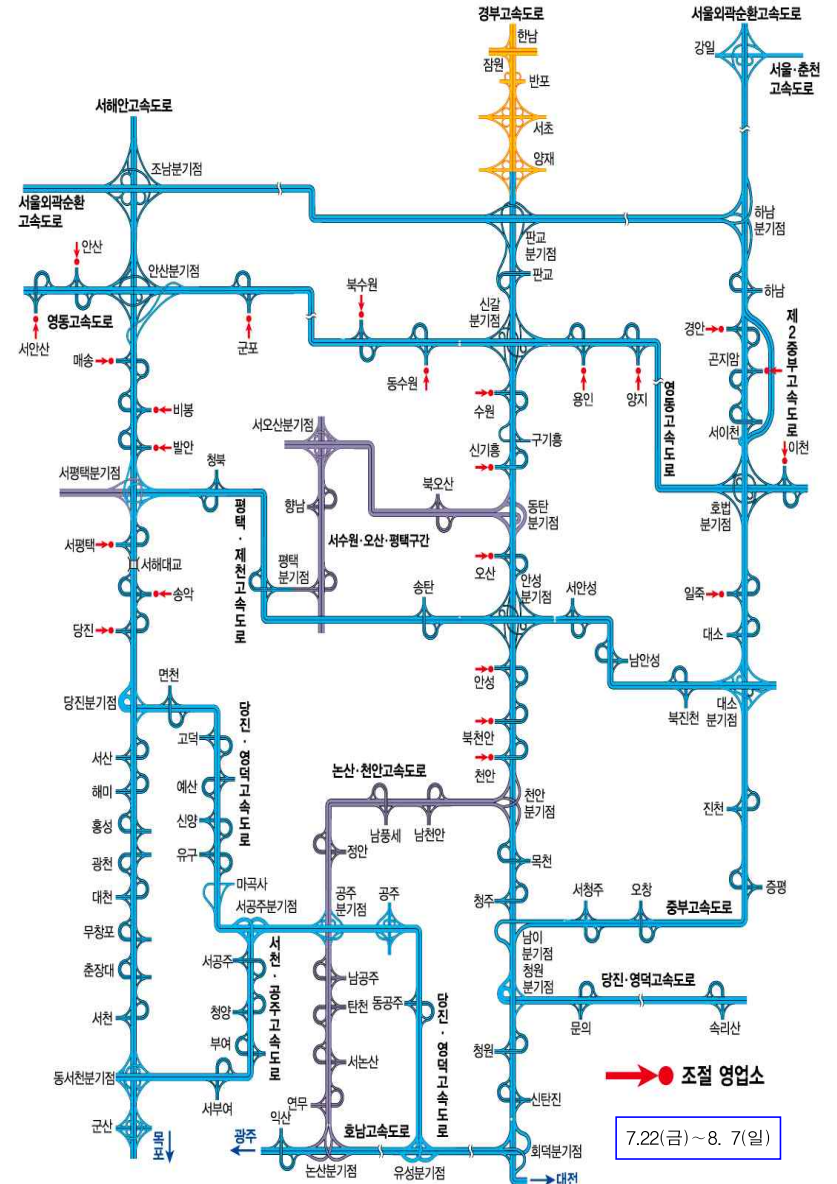 경부고속도로
서울외곽순환고속도로
한남
강일
잠원
서울·춘천
고속도로
반포
서해안고속도로
서초
양재
조남분기점
서울외곽순환
고속도로
하남
분기점
판교
분기점
안산
안산분기점
판교
북수원
하남
신갈
분기점
영동고속도로
제2중부고속도로
서안산
군포
경안
매송
곤지암
동수원
용인
양지
영동고속도로
비봉
수원
서오산분기점
서이천
구기흥
발안
신기흥
이천
서평택분기점
청북
북오산
향남
동탄
분기점
호법
분기점
평택·제천고속도로
서수원·오산·평택구간
서평택
서해대교
평택
분기점
오산
안성
분기점
송탄
서안성
송악
일죽
당진
대소
남안성
면천
안성
당진분기점
북진천
대소
분기점
당진·영덕고속도로
고덕
북천안
서산
천안
논산·천안고속도로
해미
예산
천안
분기점
진천
홍성
신양
남풍세
남천안
정안
유구
광천
목천
마곡사
증평
대천
서공주분기점
공주
분기점
공주
청주
서청주
오창
중부고속도로
무창포
남이
분기점
서천·공주고속도로
서공주
춘장대
남공주
청원
분기점
당진·영덕고속도로
동공주
당진·영덕고속도로
탄천
청양
서천
문의
속리산
부여
청원
서논산
동서천분기점
조절 영업소
서부여
연무
신탄진
익산
군산
목포
광주
호남고속도로
7.22(금)~8. 7(일)
회덕분기점
논산분기점
유성분기점
대전